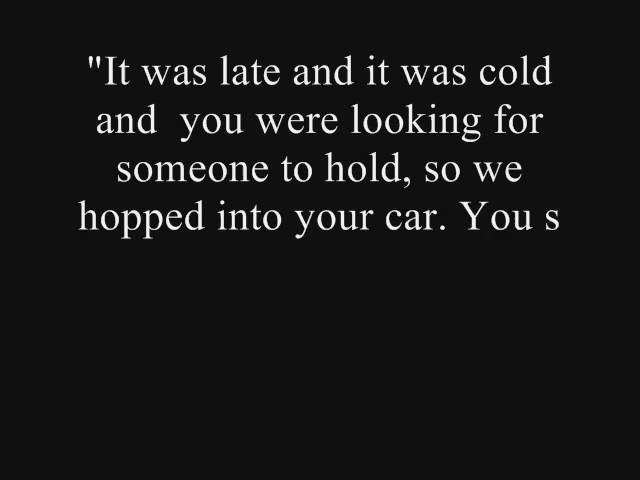 "It was late and it was cold
and  you were looking for
someone to hold, so we
hopped into your car. You s